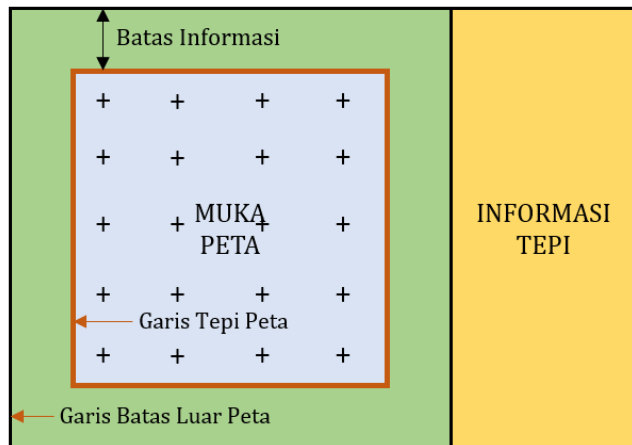 Batas Informasi
+ + + +
+ + + +
MUKA
+ + + +
PETA
INFORMASI
TEPI
+ + + +
Garis Tepi Peta
+ + + +
Garis Batas Luar Peta